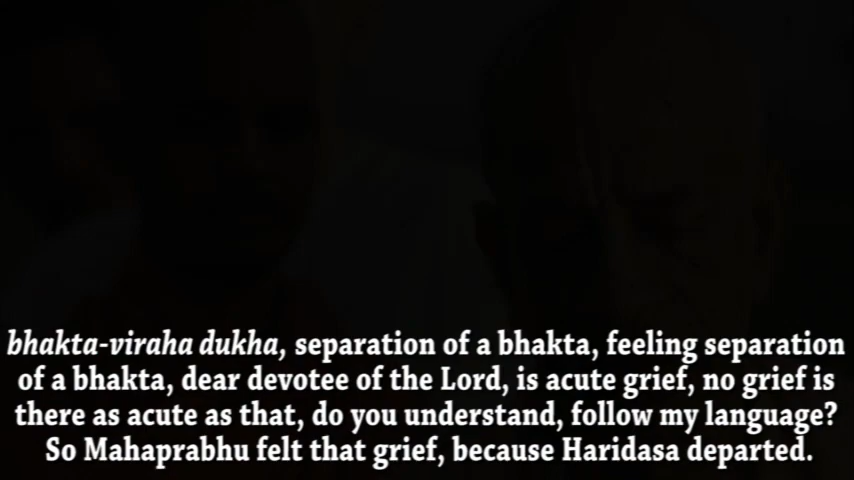 bhakta-viraha dukha, separation of a bhakta, feeling separation
of a bhakta, dear devotee of the Lord, is acute grief, no grief is
there as acute as that, do you understand, follow my language?
So Mahaprabhu felt that grief, because Haridasa departed.